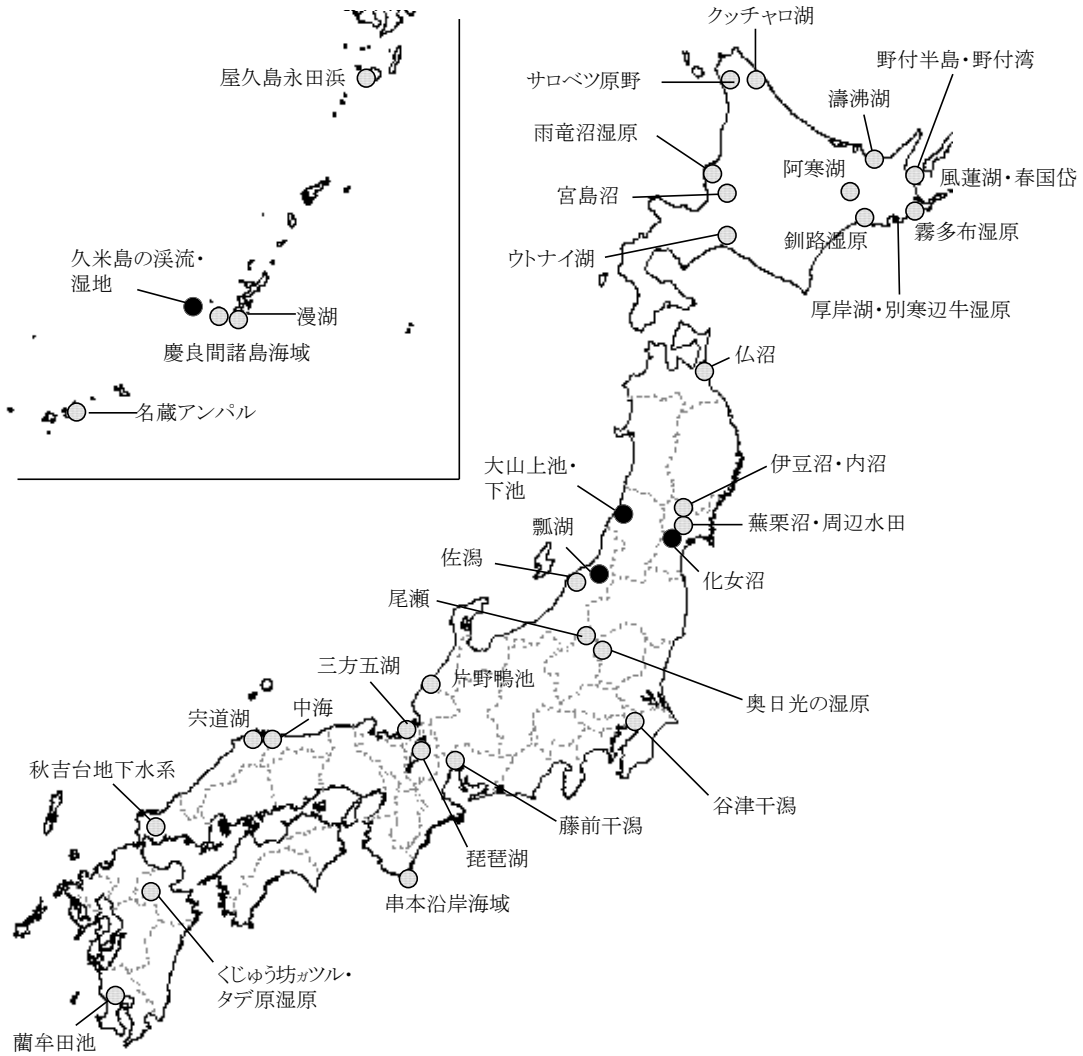 クッチャロ湖
屋久島永田浜
サロベツ原野
野付半島・野付湾
濤沸湖
雨竜沼湿原
阿寒湖
風蓮湖・春国岱
宮島沼
釧路湿原
霧多布湿原
久米島の渓流・
湿地
ウトナイ湖
厚岸湖・別寒辺牛湿原
漫湖
慶良間諸島海域
仏沼
名蔵アンパル
大山上池・
下池
伊豆沼・内沼
瓢湖
蕪栗沼・周辺水田
佐潟
化女沼
尾瀬
三方五湖
片野鴨池
奥日光の湿原
宍道湖
中海
秋吉台地下水系
谷津干潟
藤前干潟
琵琶湖
串本沿岸海域
くじゅう坊ガツル・
タデ原湿原
藺牟田池